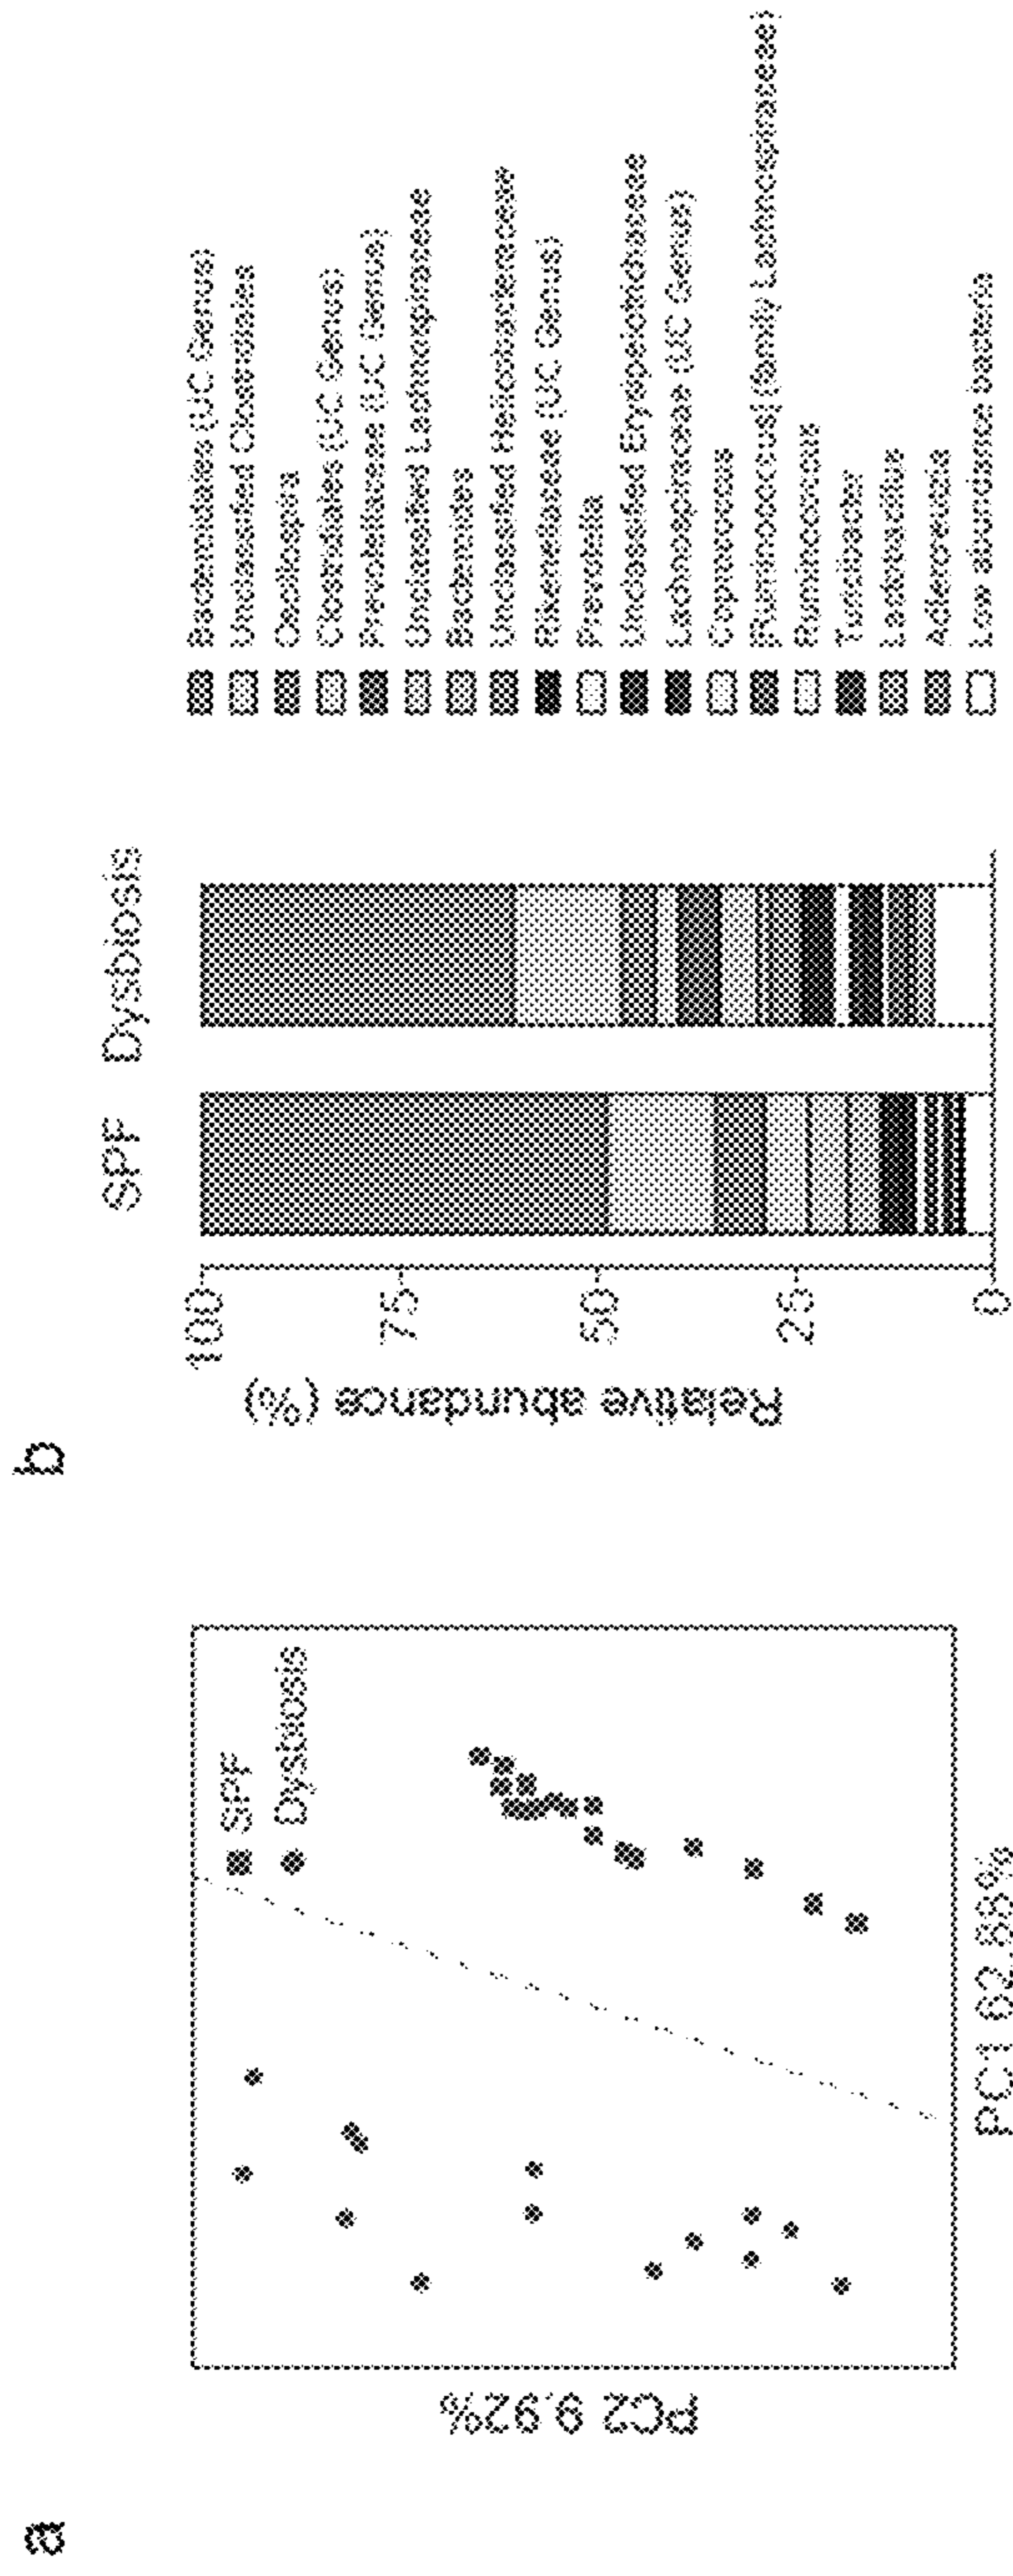 a
PC2 9.92%
SPF
Dysbiosis
PC1 62.88%
b
SPF Dysbiosis
Relative abundance (%)
100
75
50
25
0
Bacteroidales (UC Genus)
Unclassified Clostridiales
Oscillospira
Clostridiales (UC Genus)
Prevotellaceae (UC Genus)
Unclassified Lachnospiraceae
Bacteroides
Unclassified Helicobacteraceae
Rikenellaceae (UC Genus)
Prevotella
Unclassified Erysipelotrichaceae
Lachnospiraceae (UC Genus)
Coprococcus
[Ruminococcus] (family Lachnospiraceae)
Ruminococcus
Turicibacter
Lactobacillus
Adlercreutzia
Less abundance bacteria